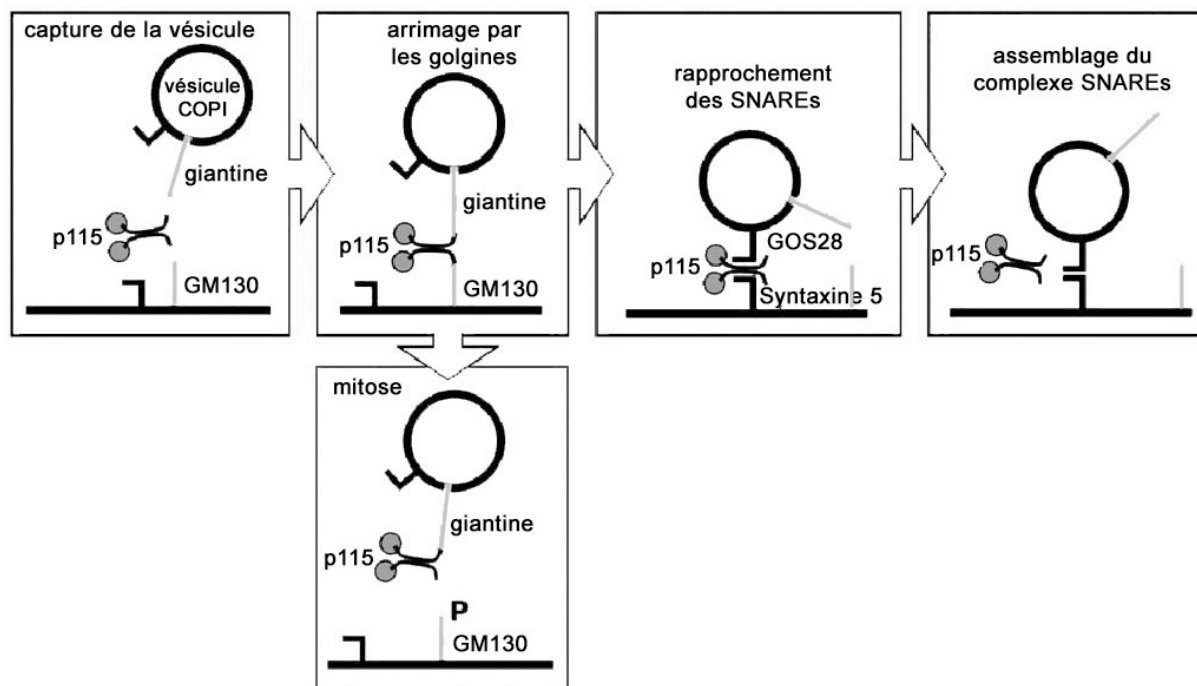 capture de la vésicule
vésicule
COPI
giantine
p115
GM130
arrimage par
les golgines
giantine
p115
GM130
rapprochement
des SNAREs
GOS28
p115
Syntaxine 5
assemblage du
complexe SNAREs
p115
mitose
giantine
p115
P
GM130